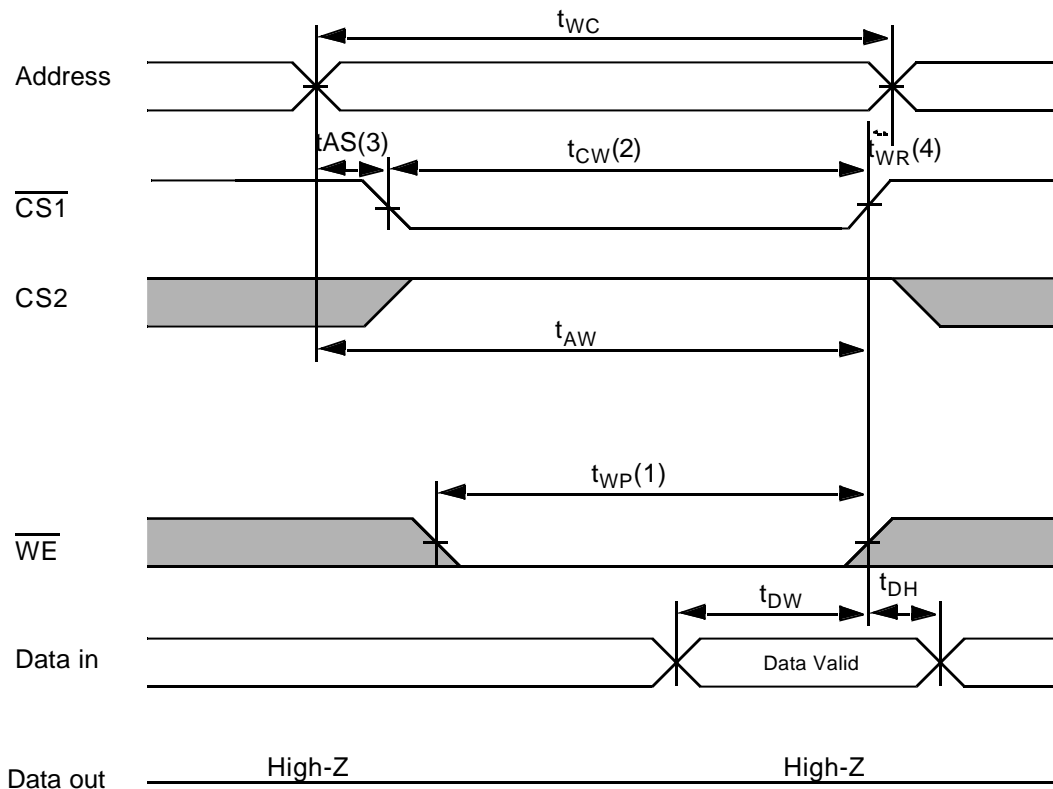 tWC
Address
tAS(3)
tCW(2)
tWR(4)
CS1
CS2
tAW
tWP(1)
WE
tDW
tDH
Data in
Data Valid
Data out
High-Z
High-Z